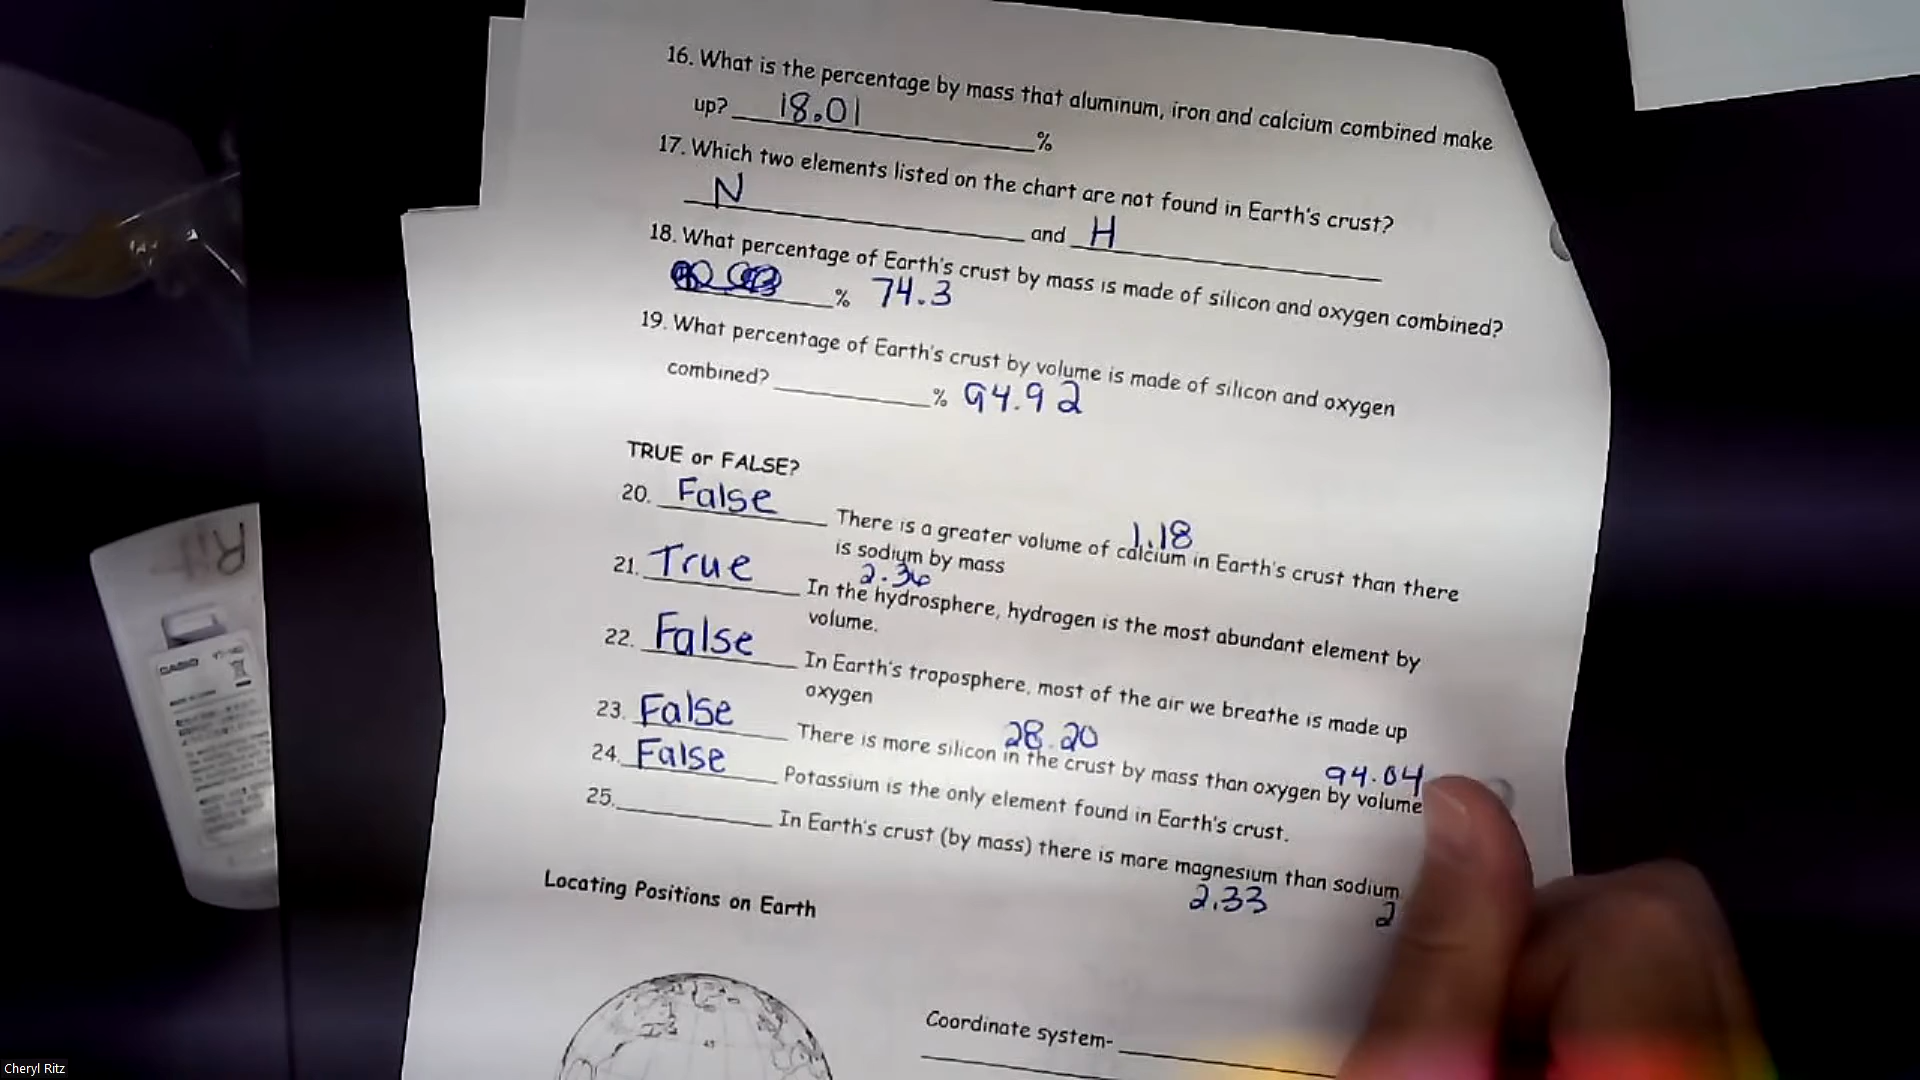 16. What is the percentage by mass that aluminum, iron and calcium combined make
up? 18.01 %
17. Which two elements listed on the chart are not found in Earth's crust?
N and H
18. What percentage of Earth's crust by mass is made of silicon and oxygen combined?
% 74.3
19. What percentage of Earth's crust by volume is made of silicon and oxygen
combined? % 94.92
TRUE or FALSE?
20. False There is a greater volume of calcium in Earth's crust than there
1.18
is sodium by mass
2.36
21. True In the hydrosphere, hydrogen is the most abundant element by
volume.
22. False In Earth's troposphere, most of the air we breathe is made up
oxygen
23. False There is more silicon in the crust by mass than oxygen by volume
28.20 94.04
24. False Potassium is the only element found in Earth's crust.
25. In Earth's crust (by mass) there is more magnesium than sodium
2.33 2
Locating Positions on Earth
Coordinate system-
45
CASIO
Cheryl Ritz